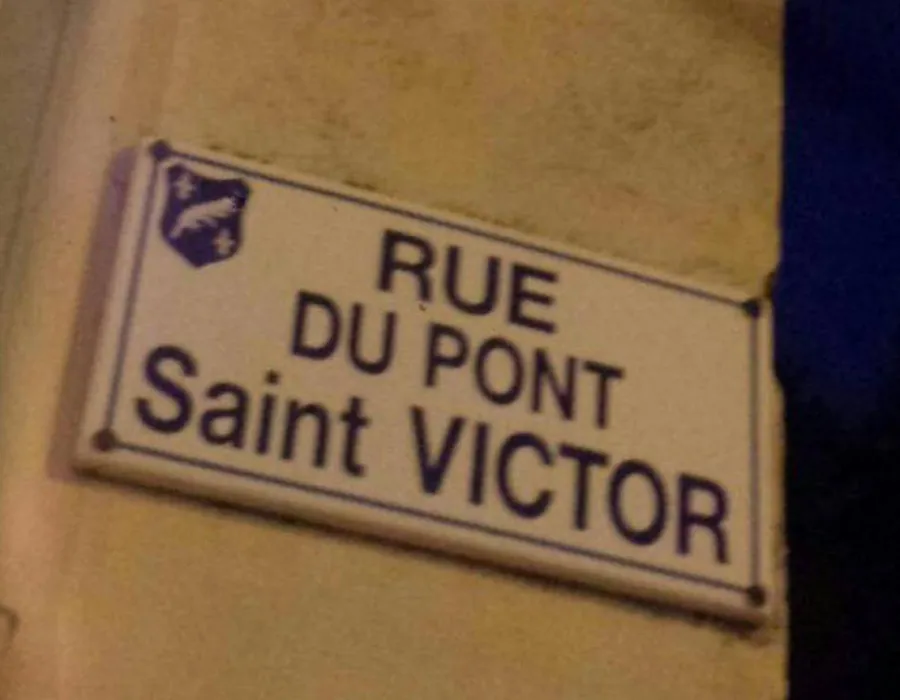 RUE
DU PONT
Saint VICTOR